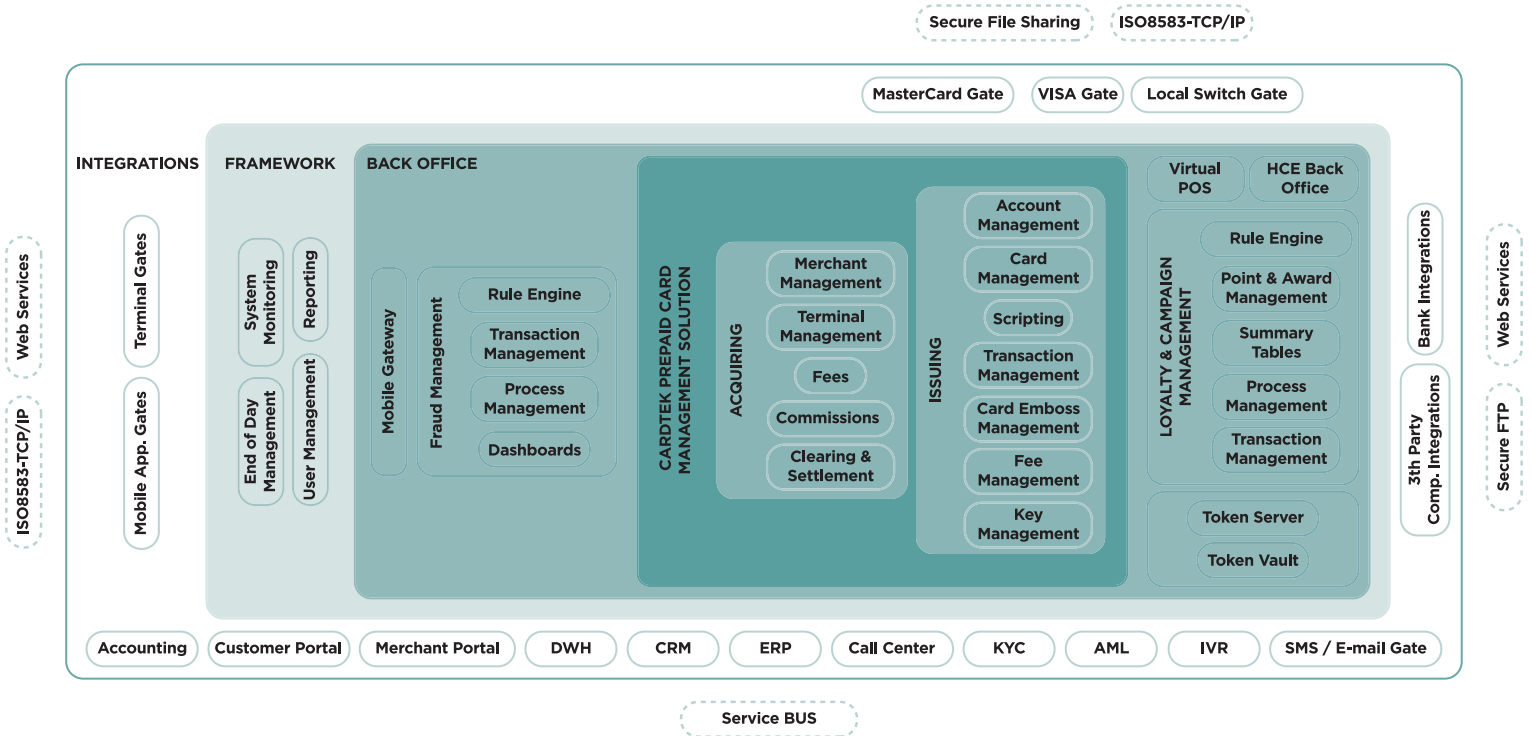 Secure File Sharing
ISO8583-TCP/IP
MasterCard Gate
VISA Gate
Local Switch Gate
INTEGRATIONS
FRAMEWORK
BACK OFFICE
Web Services
ISO8583-TCP/IP
Terminal Gates
Mobile App. Gates
System
Monitoring
Reporting
End of Day
Management
User Management
Mobile Gateway
Fraud Management
Rule Engine
Transaction
Management
Process
Management
Dashboards
CARDTEK PREPAID CARD
MANAGEMENT SOLUTION
ACQUIRING
Merchant
Management
Terminal
Management
Fees
Commissions
Clearing &
Settlement
ISSUING
Account
Management
Card
Management
Scripting
Transaction
Management
Card Emboss
Management
Fee
Management
Key
Management
Virtual
POS
HCE Back
Office
LOYALTY & CAMPAIGN
MANAGEMENT
Rule Engine
Point & Award
Management
Summary
Tables
Process
Management
Transaction
Management
Token Server
Token Vault
Bank Integrations
3th Party
Comp. Integrations
Web Services
Secure FTP
Accounting
Customer Portal
Merchant Portal
DWH
CRM
ERP
Call Center
KYC
AML
IVR
SMS / E-mail Gate
Service BUS